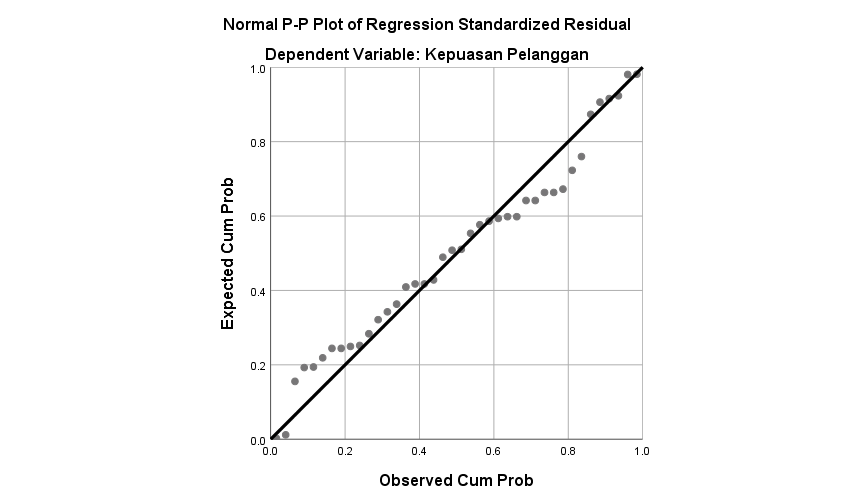 Normal P-P Plot of Regression Standardized Residual
Dependent Variable: Kepuasan Pelanggan
1.0
0.8
0.6
0.4
0.2
0.0
Expected Cum Prob
0.0 0.2 0.4 0.6 0.8 1.0
Observed Cum Prob